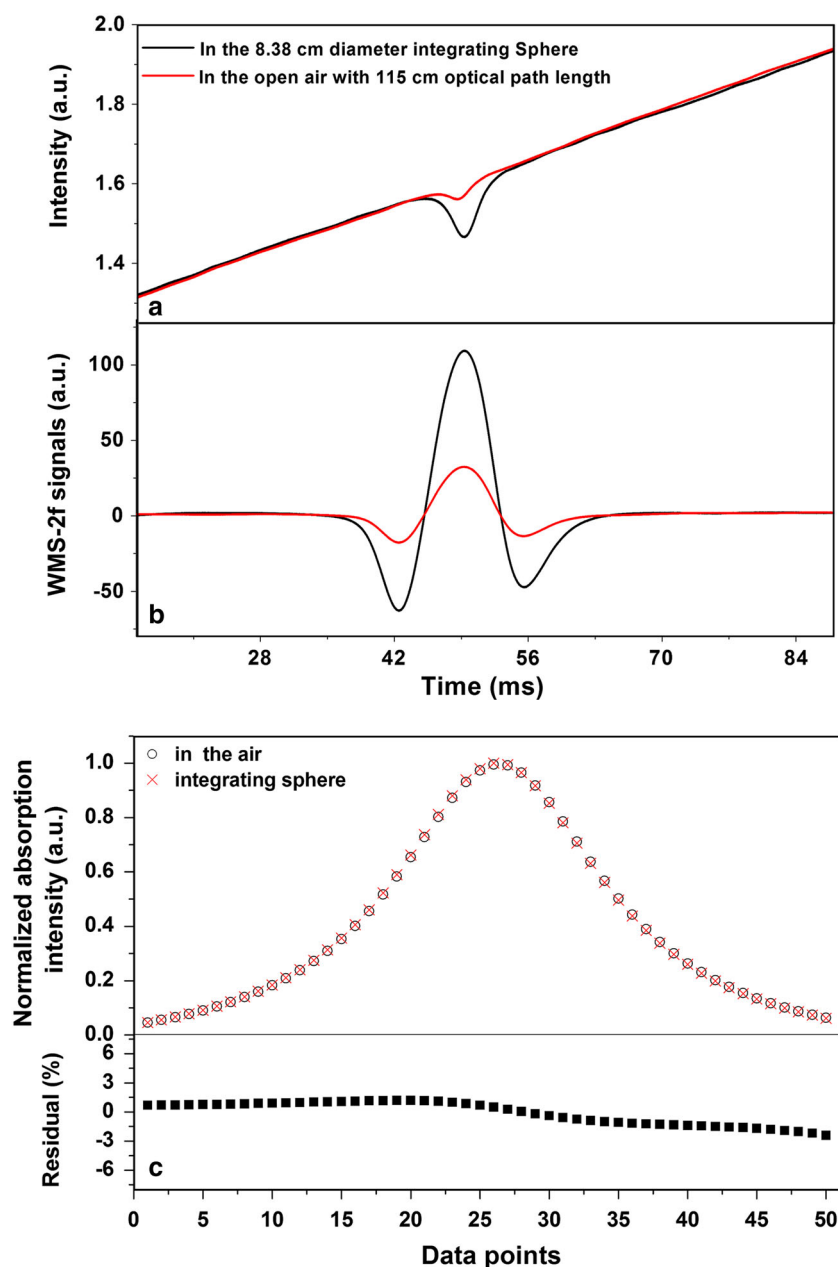 2.0
In the 8.38 cm diameter integrating Sphere
In the open air with 115 cm optical path length
1.8
1.6
1.4
Intensity (a.u.)
a
100
50
0
-50
WMS-2f signals (a.u.)
b
28 42 56 70 84
Time (ms)
1.0
in the air
integrating sphere
0.8
0.6
0.4
0.2
0.0
Normalized absorption
intensity (a.u.)
6
3
0
-3
-6
Residual (%)
c
0 5 10 15 20 25 30 35 40 45 50
Data points